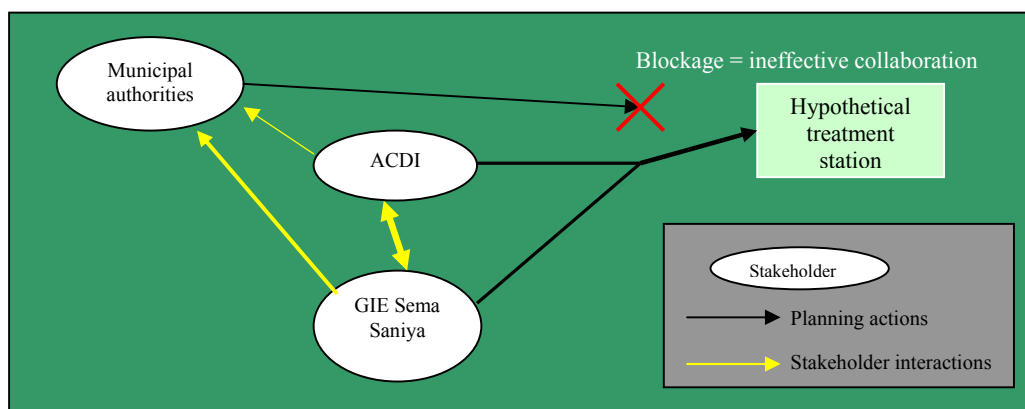 Municipal
authorities
Blockage = ineffective collaboration
Hypothetical
treatment
station
ACDI
GIE Sema
Saniya
Stakeholder
Planning actions
Stakeholder interactions